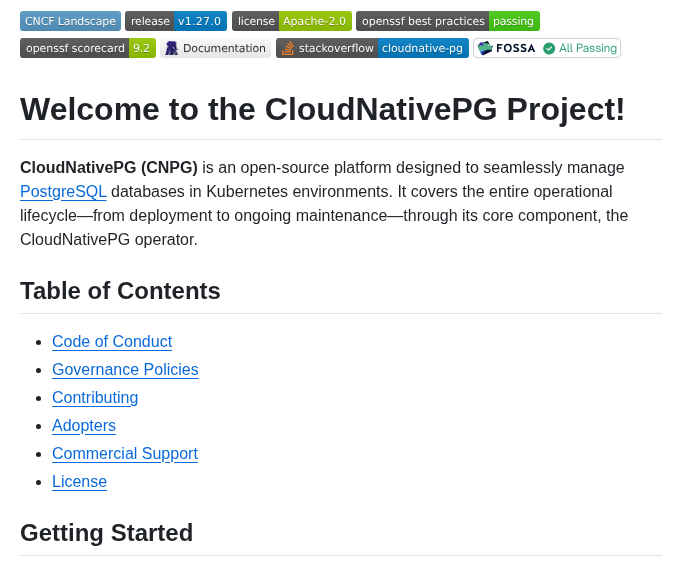 CNCF Landscape release v1.27.0 license Apache-2.0 openssf best practices passing
openssf scorecard 9.2 Documentation stackoverflow cloudnative-pg FOSSA All Passing
Welcome to the CloudNativePG Project!
CloudNativePG (CNPG) is an open-source platform designed to seamlessly manage
PostgreSQL databases in Kubernetes environments. It covers the entire operational
lifecycle—from deployment to ongoing maintenance—through its core component, the
CloudNativePG operator.
Table of Contents
Code of Conduct
Governance Policies
Contributing
Adopters
Commercial Support
License
Getting Started